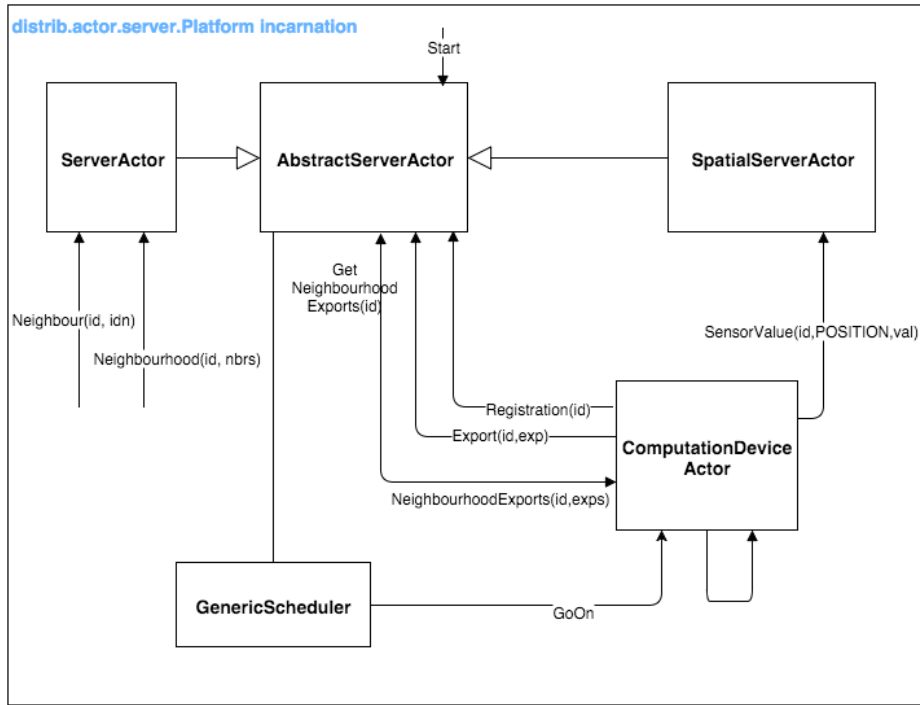 distrib.actor.server.Platform incarnation
Start
ServerActor
AbstractServerActor
SpatialServerActor
Get
Neighbourhood
Exports(id)
Neighbour(id, idn)
Neighbourhood(id, nbrs)
SensorValue(id,POSITION,val)
Registration(id)
Export(id,exp)
ComputationDevice
Actor
NeighbourhoodExports(id,exps)
GenericScheduler
GoOn